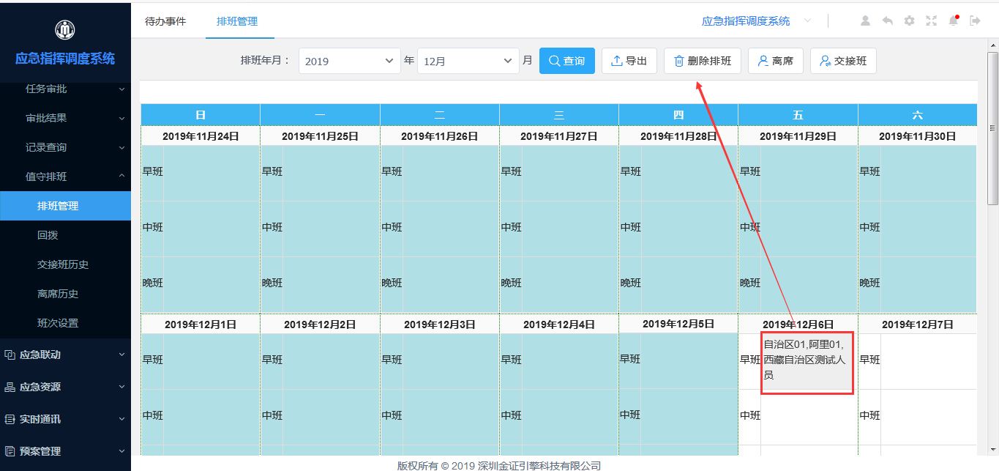 应急指挥调度系统
任务审批
审批结果
记录查询
值守排班
排班管理
回拨
交接班历史
离席历史
班次设置
应急联动
应急资源
实时通讯
预案管理
待办事件 排班管理 应急指挥调度系统
排班年月： 2019 年 12月 月 查询 导出 删除排班 离席 交接班
日 一 二 三 四 五 六
2019年11月24日 2019年11月25日 2019年11月26日 2019年11月27日 2019年11月28日 2019年11月29日 2019年11月30日
早班 早班 早班 早班 早班 早班 早班
中班 中班 中班 中班 中班 中班 中班
晚班 晚班 晚班 晚班 晚班 晚班 晚班
2019年12月1日 2019年12月2日 2019年12月3日 2019年12月4日 2019年12月5日 2019年12月6日 2019年12月7日
早班 早班 早班 早班 早班 早班 自治区01,阿里01, 早班
西藏自治区测试人
员
中班 中班 中班 中班 中班 中班 中班
版权所有 © 2019 深圳金证引擎科技有限公司